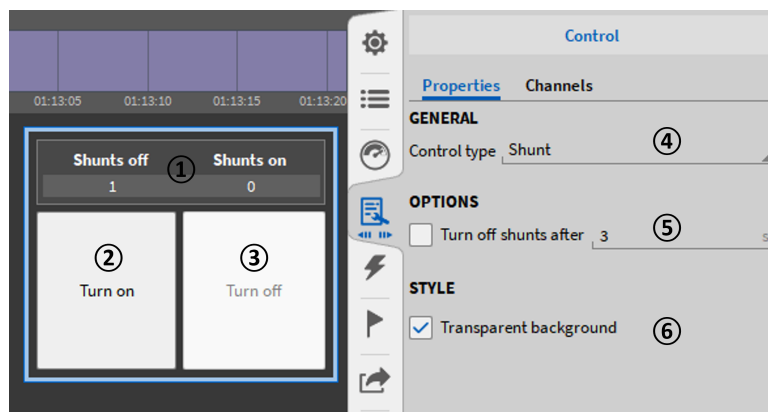 01:13:05 01:13:10 01:13:15 01:13:20
Shunts off ① Shunts on
1 0
② ③
Turn on Turn off
Control
Properties Channels
GENERAL
Control type Shunt ④
OPTIONS
Turn off shunts after 3 ⑤ s
STYLE
Transparent background ⑥